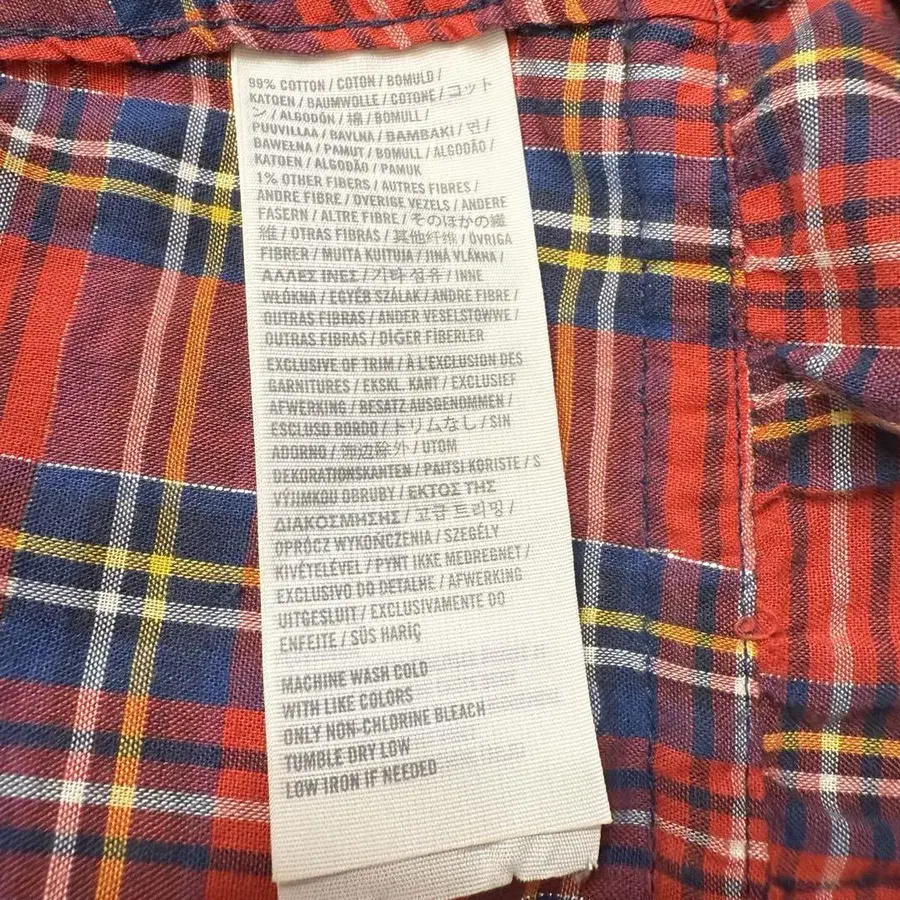 99% COTTON / COTON / BOMULD /
KATOEN / BAUMWOLLE / COTONE / コット
ン / ALGODÓN / 棉 / BOMULL /
PUUVILLAA / BAVLNA / BAMBAKI / 면 /
BAWEŁNA / PAMUT / BOMULL / ALGODÃO /
KATOEN / ALGODÃO / PAMUK
1% OTHER FIBERS / AUTRES FIBRES /
ANDRE FIBRE / OVERIGE VEZELS / ANDERE
FASERN / ALTRE FIBRE / そのほかの繊
維 / OTRAS FIBRAS / 其他纤维 / ÖVRIGA
FIBRER / MUITA KUITUJA / JINÁ VLÁKNA /
ΑΛΛΕΣ ΙΝΕΣ / 기타 섬유 / INNE
WŁÓKNA / EGYÉB SZÁLAK / ANDRE FIBRE /
OUTRAS FIBRAS / ANDER VESELSTOWWE /
OUTRAS FIBRAS / DİĞER FİBERLER
EXCLUSIVE OF TRIM / À L'EXCLUSION DES
GARNITURES / EKSKL. KANT / EXCLUSIEF
AFWERKING / BESATZ AUSGENOMMEN /
ESCLUSO BORDO / トリムなし / SIN
ADORNO / 饰边除外 / UTOM
DEKORATIONSKANTEN / PAITSI KORISTE / S
VÝJIMKOU OBRUBY / ΕΚΤΟΣ ΤΗΣ
ΔΙΑΚΟΣΜΗΣΗΣ / 고급 트리밍 /
OPRÓCZ WYKOŃCZENIA / SZEGÉLY
KIVÉTELÉVEL / PYNT IKKE MEDREGNET /
EXCLUSIVO DO DETALHE / AFWERKING
UITGESLUIT / EXCLUSIVAMENTE DO
ENFEITE / SÜS HARİÇ
MACHINE WASH COLD
WITH LIKE COLORS
ONLY NON-CHLORINE BLEACH
TUMBLE DRY LOW
LOW IRON IF NEEDED